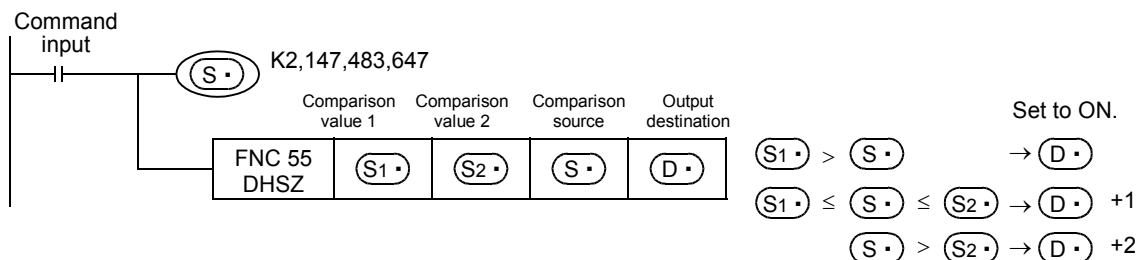 Command
input
S· K2,147,483,647
Comparison value 1 Comparison value 2 Comparison source Output destination
Set to ON.
FNC 55
DHSZ
S1· S2· S· D·
S1· > S· → D·
S1· ≤ S· ≤ S2· → D· +1
S· > S2· → D· +2